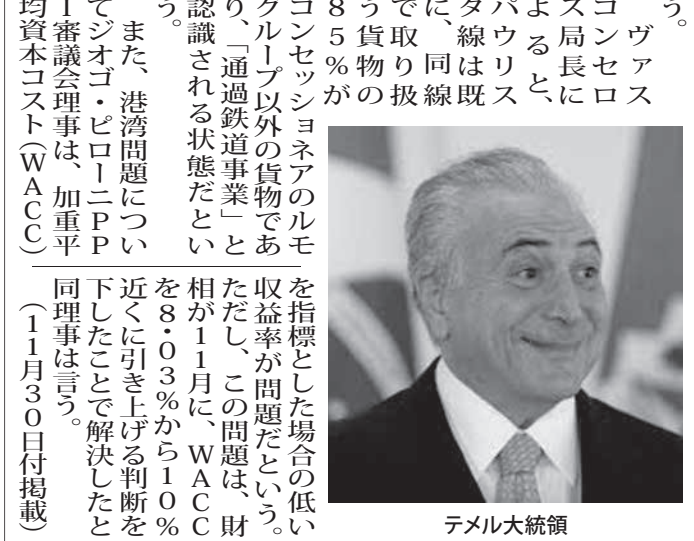 う。
ヴァス
コンセロ
ス局長に
よると、
パウリス
タ線は既
に、同線
で取り扱
う貨物の
85%が
コンセッショネアのルモ
グループ以外の貨物であ
り、「通過鉄道事業」と
認識される状態だとい
う。
また、港湾問題につい
てジオゴ・ピローニPP
I審議会理事は、加重平
均資本コスト(WACC)
を指標とした場合の低い
収益率が問題だという。
ただし、この問題は、財
相が11月に、WACC
を8・03%から10%
近くに引き上げる判断を
下したことで解決したと
同理事は言う。
(11月30日付掲載)
テメル大統領